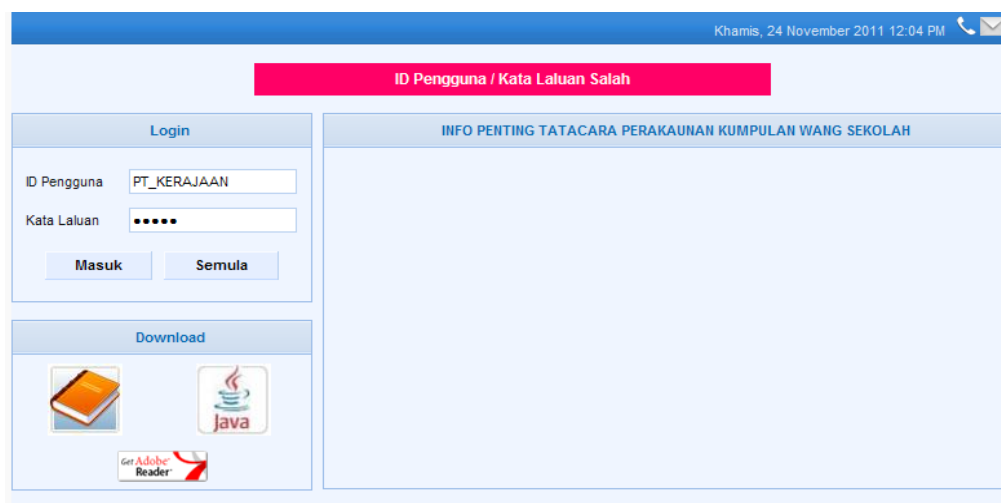 Khamis, 24 November 2011 12:04 PM
ID Pengguna / Kata Laluan Salah
Login
ID Pengguna PT_KERAJAAN
Kata Laluan •••••
Masuk Semula
Download
Java
Get Adobe
Reader
INFO PENTING TATACARA PERAKAUNAN KUMPULAN WANG SEKOLAH